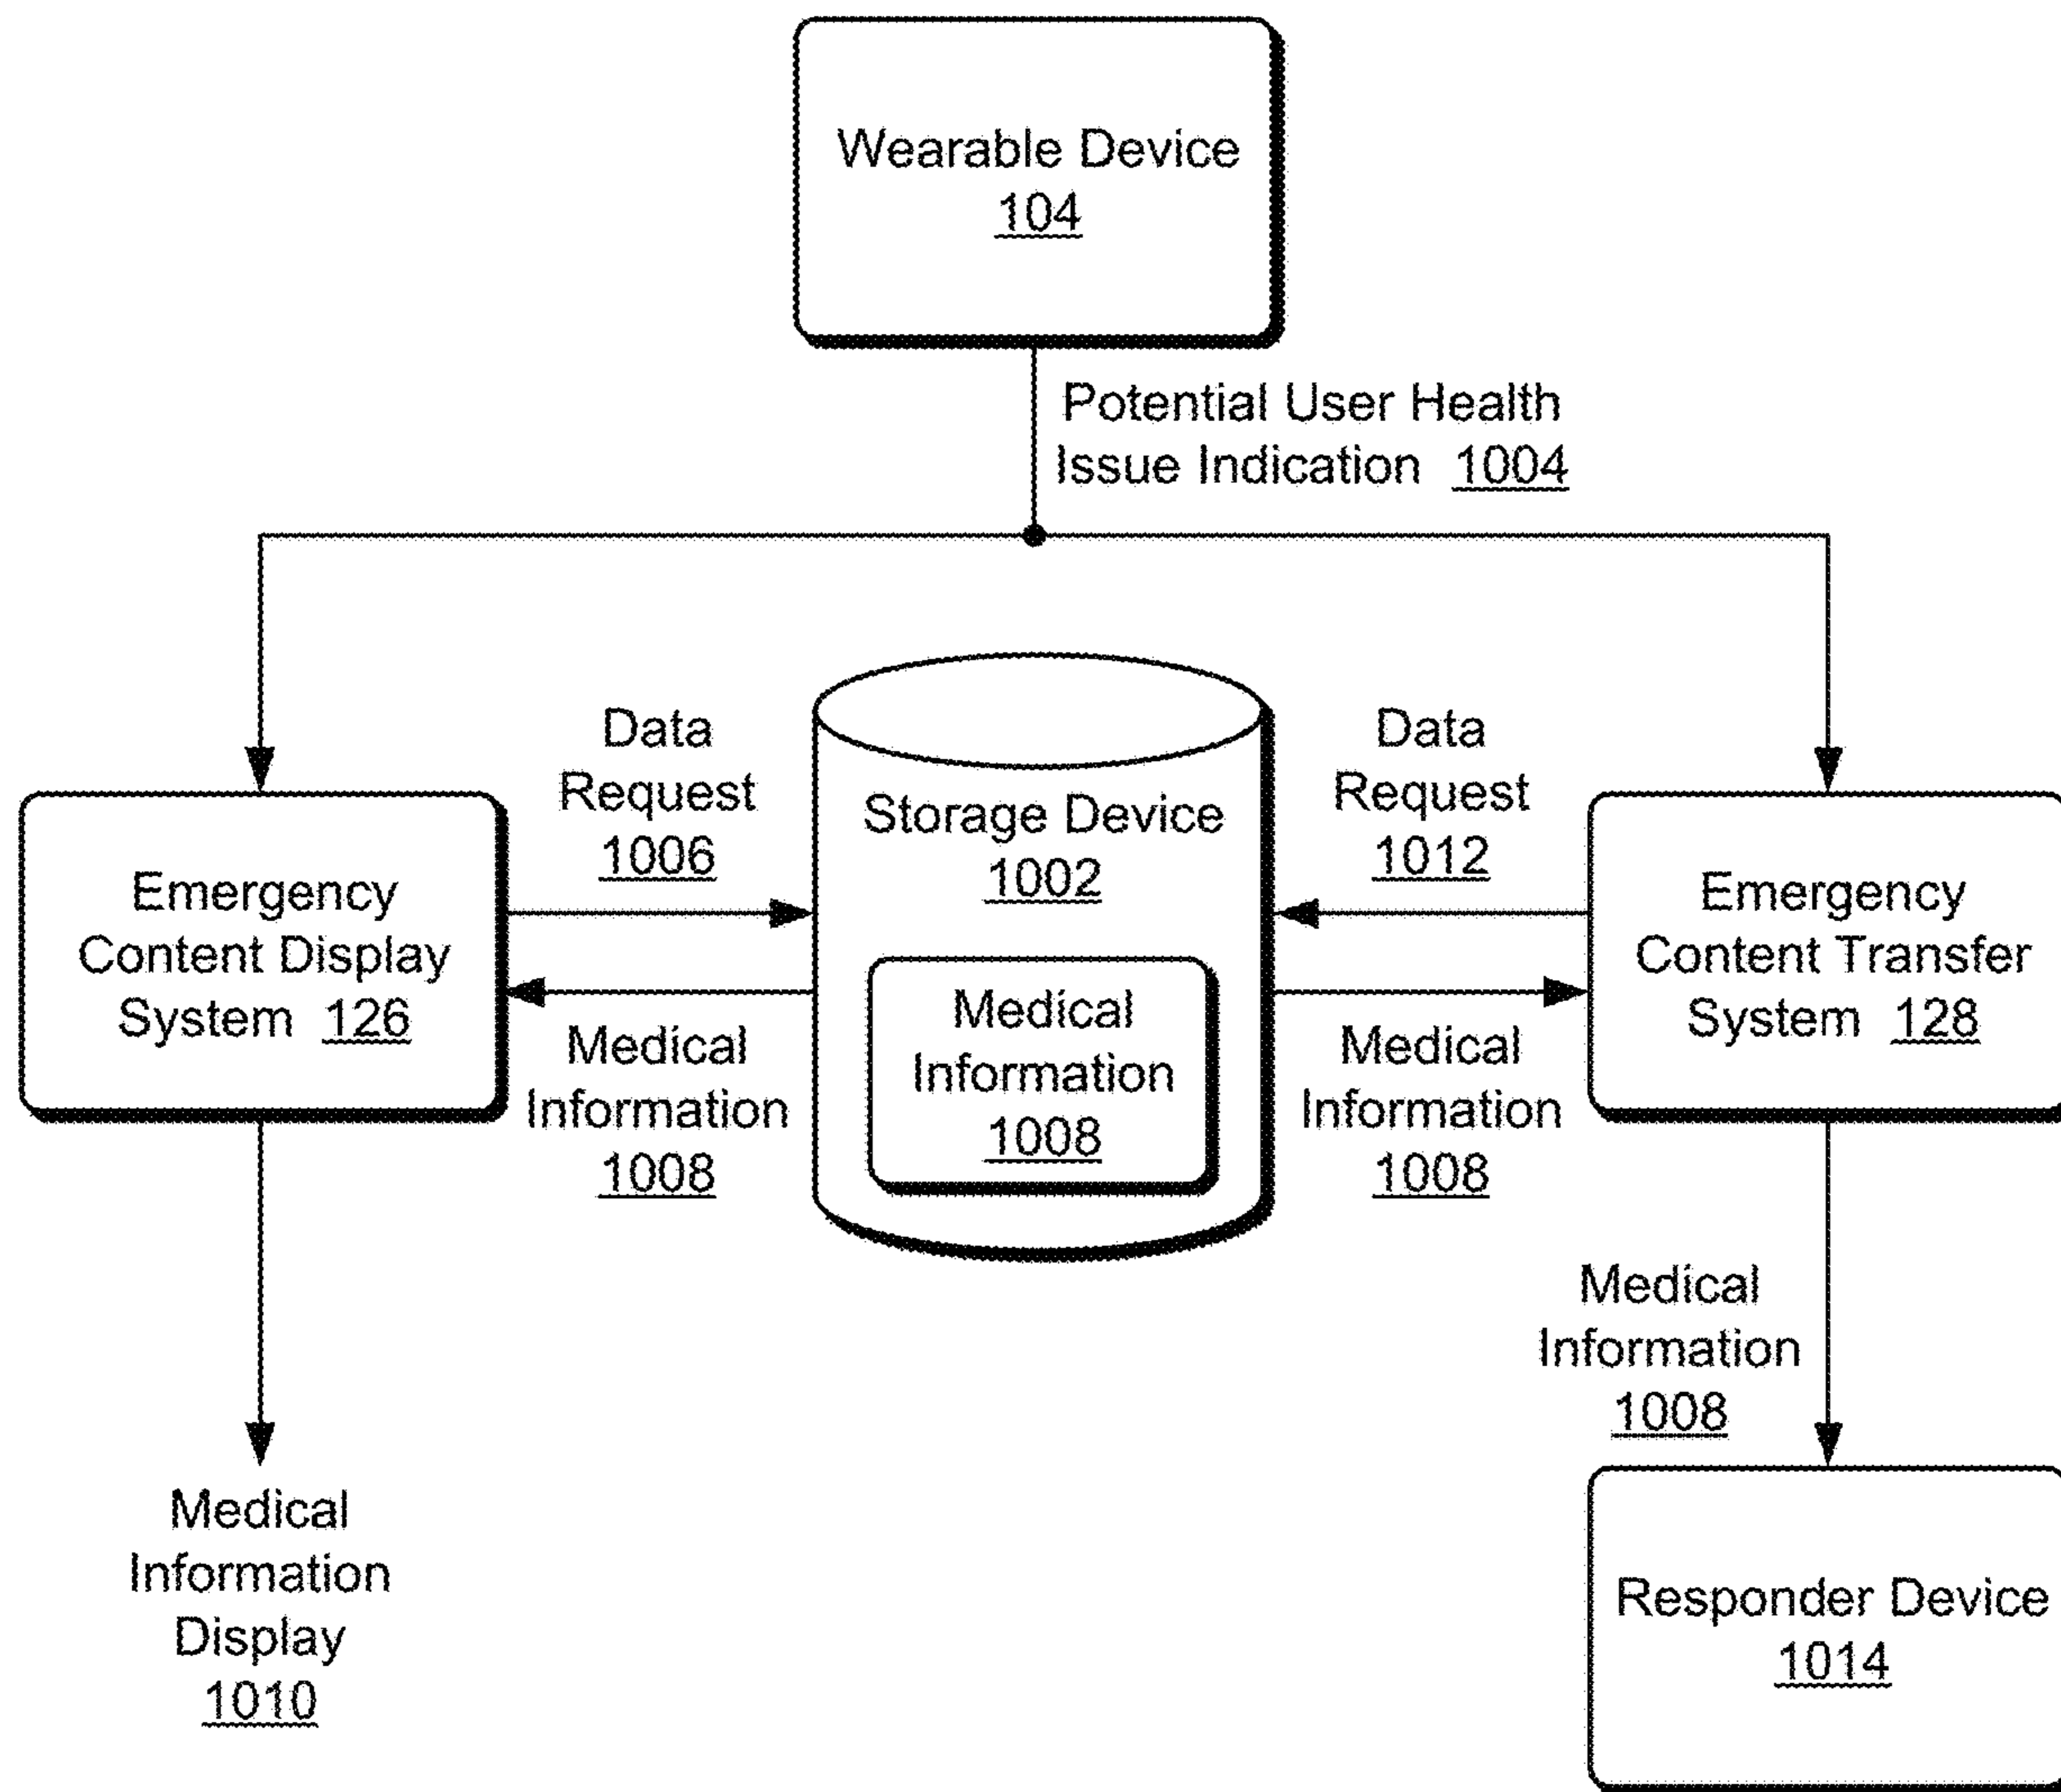 Wearable Device
104
Potential User Health
Issue Indication 1004
Data
Request
1006
Storage Device
1002
Data
Request
1012
Emergency
Content Display
System 126
Medical
Information
1008
Medical
Information
1008
Medical
Information
1008
Emergency
Content Transfer
System 128
Medical
Information
1008
Medical
Information
Display
1010
Responder Device
1014